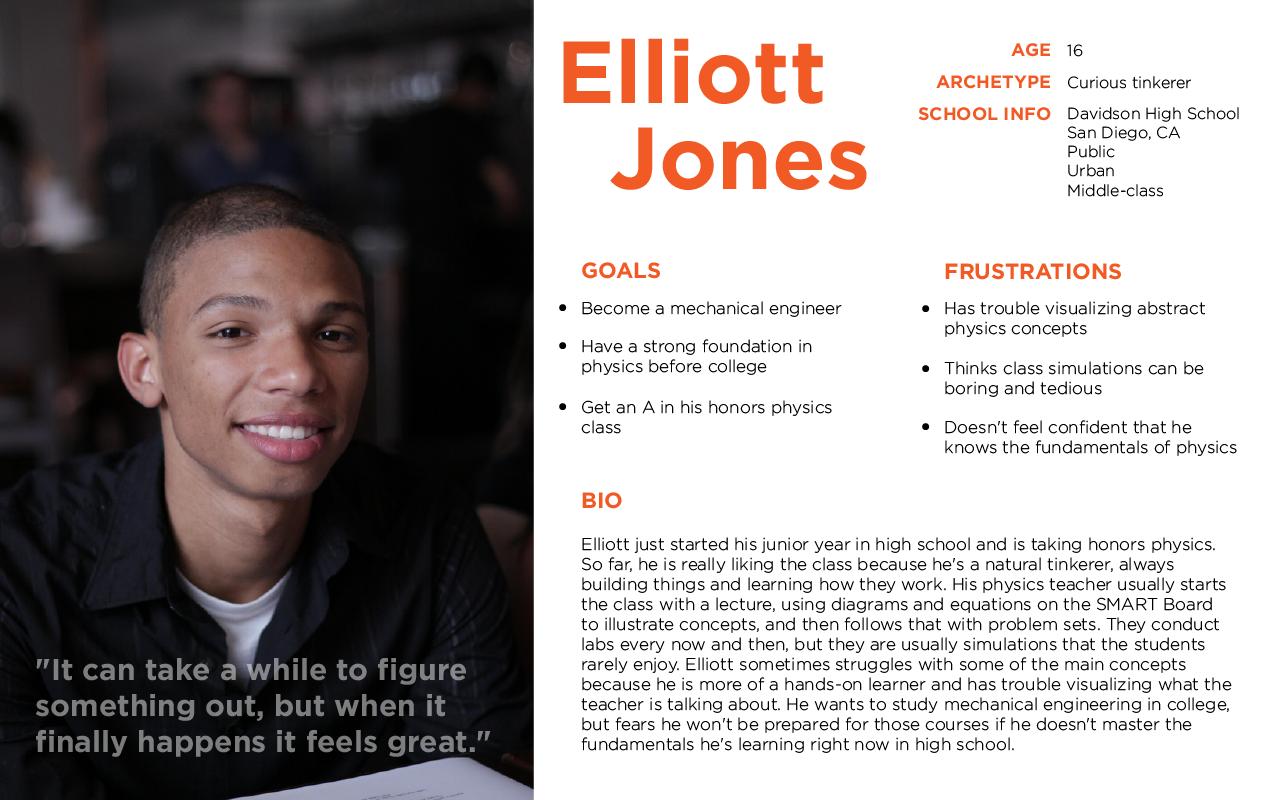 Elliott
Jones
AGE 16
ARCHETYPE Curious tinkerer
SCHOOL INFO Davidson High School
San Diego, CA
Public
Urban
Middle-class
GOALS
• Become a mechanical engineer
• Have a strong foundation in
physics before college
• Get an A in his honors physics
class
FRUSTRATIONS
• Has trouble visualizing abstract
physics concepts
• Thinks class simulations can be
boring and tedious
• Doesn't feel confident that he
knows the fundamentals of physics
BIO
Elliott just started his junior year in high school and is taking honors physics.
So far, he is really liking the class because he's a natural tinkerer, always
building things and learning how they work. His physics teacher usually starts
the class with a lecture, using diagrams and equations on the SMART Board
to illustrate concepts, and then follows that with problem sets. They conduct
labs every now and then, but they are usually simulations that the students
rarely enjoy. Elliott sometimes struggles with some of the main concepts
because he is more of a hands-on learner and has trouble visualizing what the
teacher is talking about. He wants to study mechanical engineering in college,
but fears he won't be prepared for those courses if he doesn't master the
fundamentals he's learning right now in high school.
"It can take a while to figure
something out, but when it
finally happens it feels great."